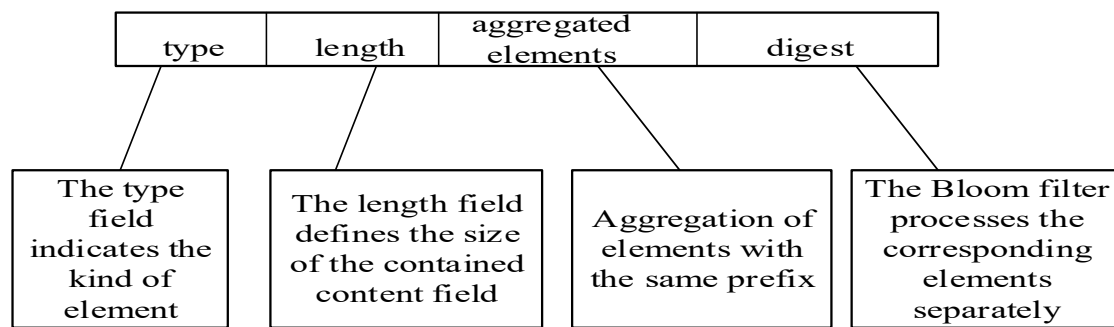 type
length
aggregated
elements
digest
The type
field
indicates the
kind of
element
The length field
defines the size
of the contained
content field
Aggregation of
elements with
the same prefix
The Bloom filter
processes the
corresponding
elements
separately